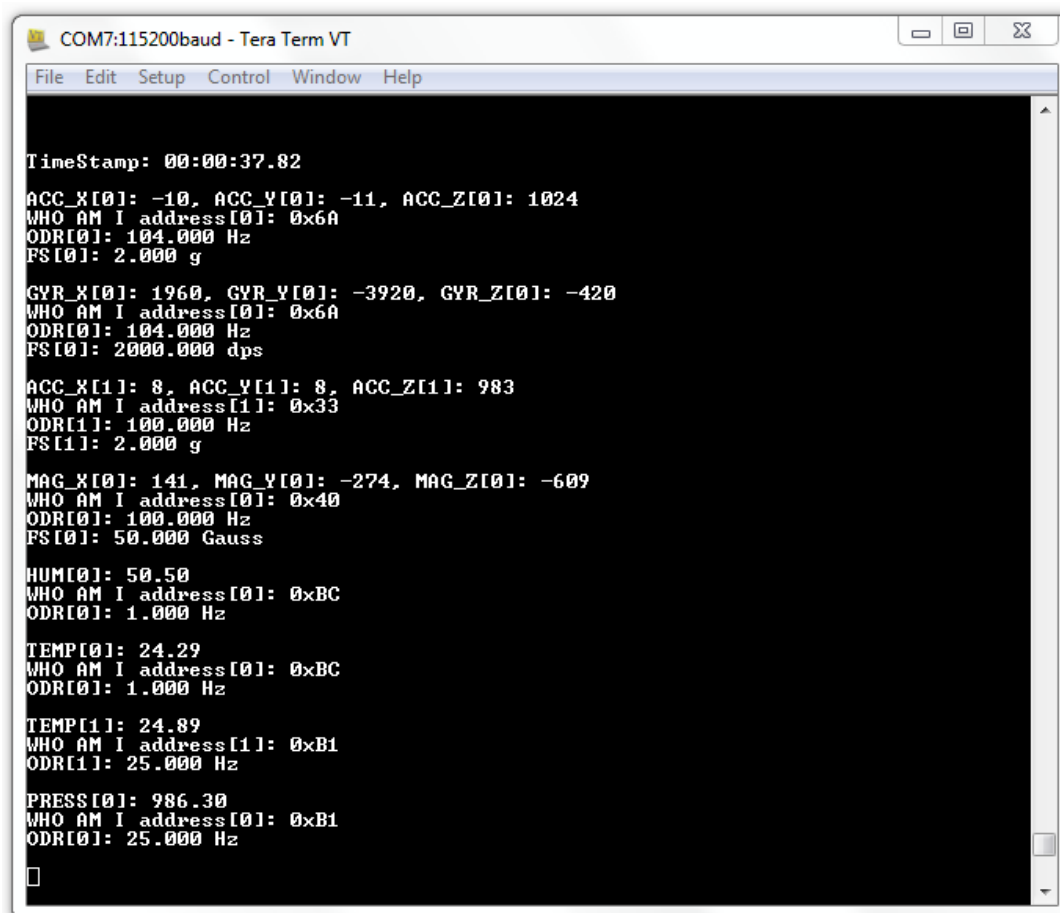 COM7:115200baud - Tera Term VT
File Edit Setup Control Window Help
TimeStamp: 00:00:37.82
ACC_X[0]: -10, ACC_Y[0]: -11, ACC_Z[0]: 1024
WHO AM I address[0]: 0x6A
ODR[0]: 104.000 Hz
FS[0]: 2.000 g
GYR_X[0]: 1960, GYR_Y[0]: -3920, GYR_Z[0]: -420
WHO AM I address[0]: 0x6A
ODR[0]: 104.000 Hz
FS[0]: 2000.000 dps
ACC_X[1]: 8, ACC_Y[1]: 8, ACC_Z[1]: 983
WHO AM I address[1]: 0x33
ODR[1]: 100.000 Hz
FS[1]: 2.000 g
MAG_X[0]: 141, MAG_Y[0]: -274, MAG_Z[0]: -609
WHO AM I address[0]: 0x40
ODR[0]: 100.000 Hz
FS[0]: 50.000 Gauss
HUM[0]: 50.50
WHO AM I address[0]: 0xBC
ODR[0]: 1.000 Hz
TEMP[0]: 24.29
WHO AM I address[0]: 0xBC
ODR[0]: 1.000 Hz
TEMP[1]: 24.89
WHO AM I address[1]: 0xB1
ODR[1]: 25.000 Hz
PRESS[0]: 986.30
WHO AM I address[0]: 0xB1
ODR[0]: 25.000 Hz